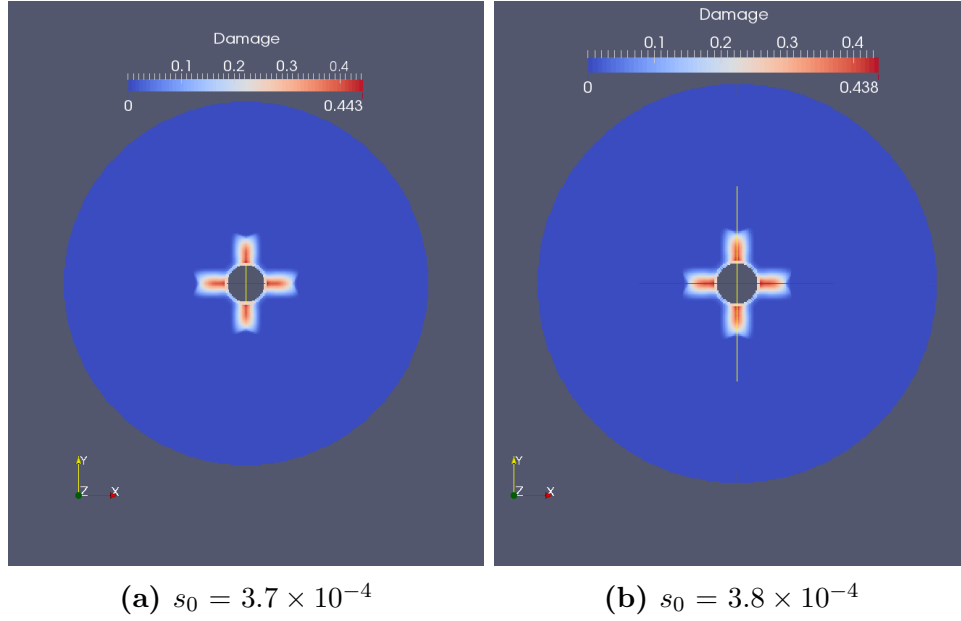 Damage
0.1 0.2 0.3 0.4
0 0.443
Y
Z X
(a) s₀ = 3.7 × 10⁻⁴
Damage
0.1 0.2 0.3 0.4
0 0.438
Y
Z X
(b) s₀ = 3.8 × 10⁻⁴